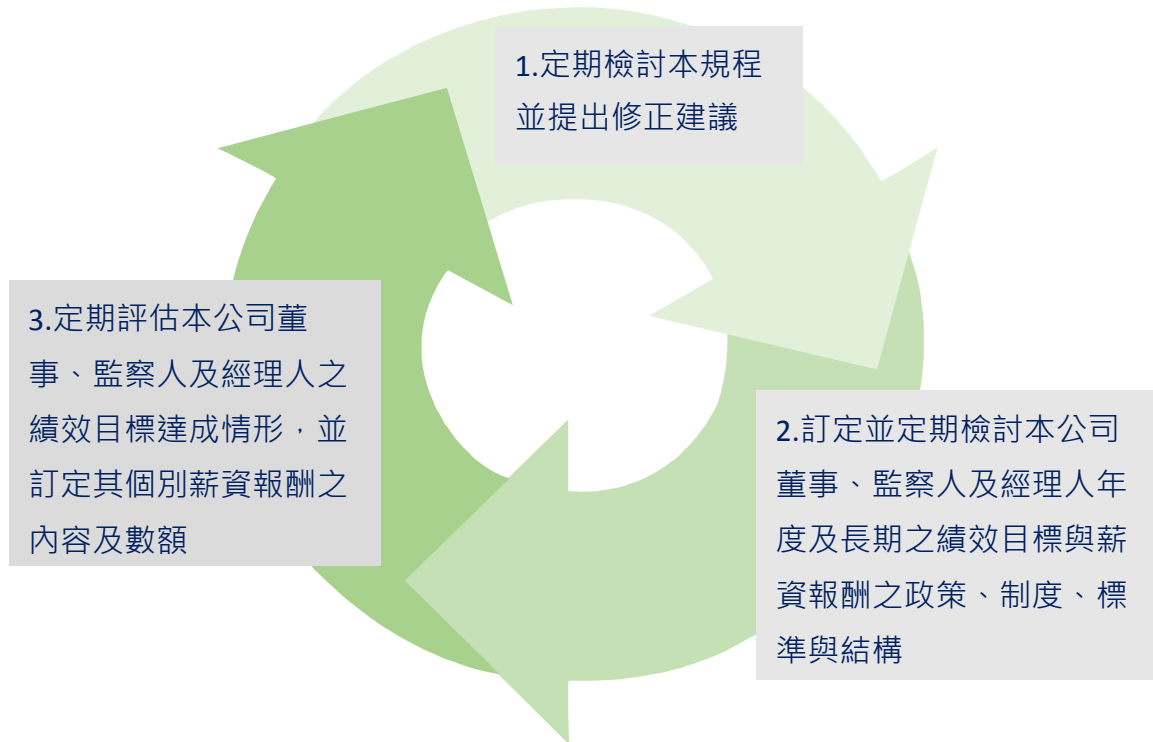 1.定期檢討本規程
並提出修正建議
2.訂定並定期檢討本公司
董事、監察人及經理人年
度及長期之績效目標與薪
資報酬之政策、制度、標
準與結構
3.定期評估本公司董
事、監察人及經理人之
績效目標達成情形，並
訂定其個別薪資報酬之
內容及數額